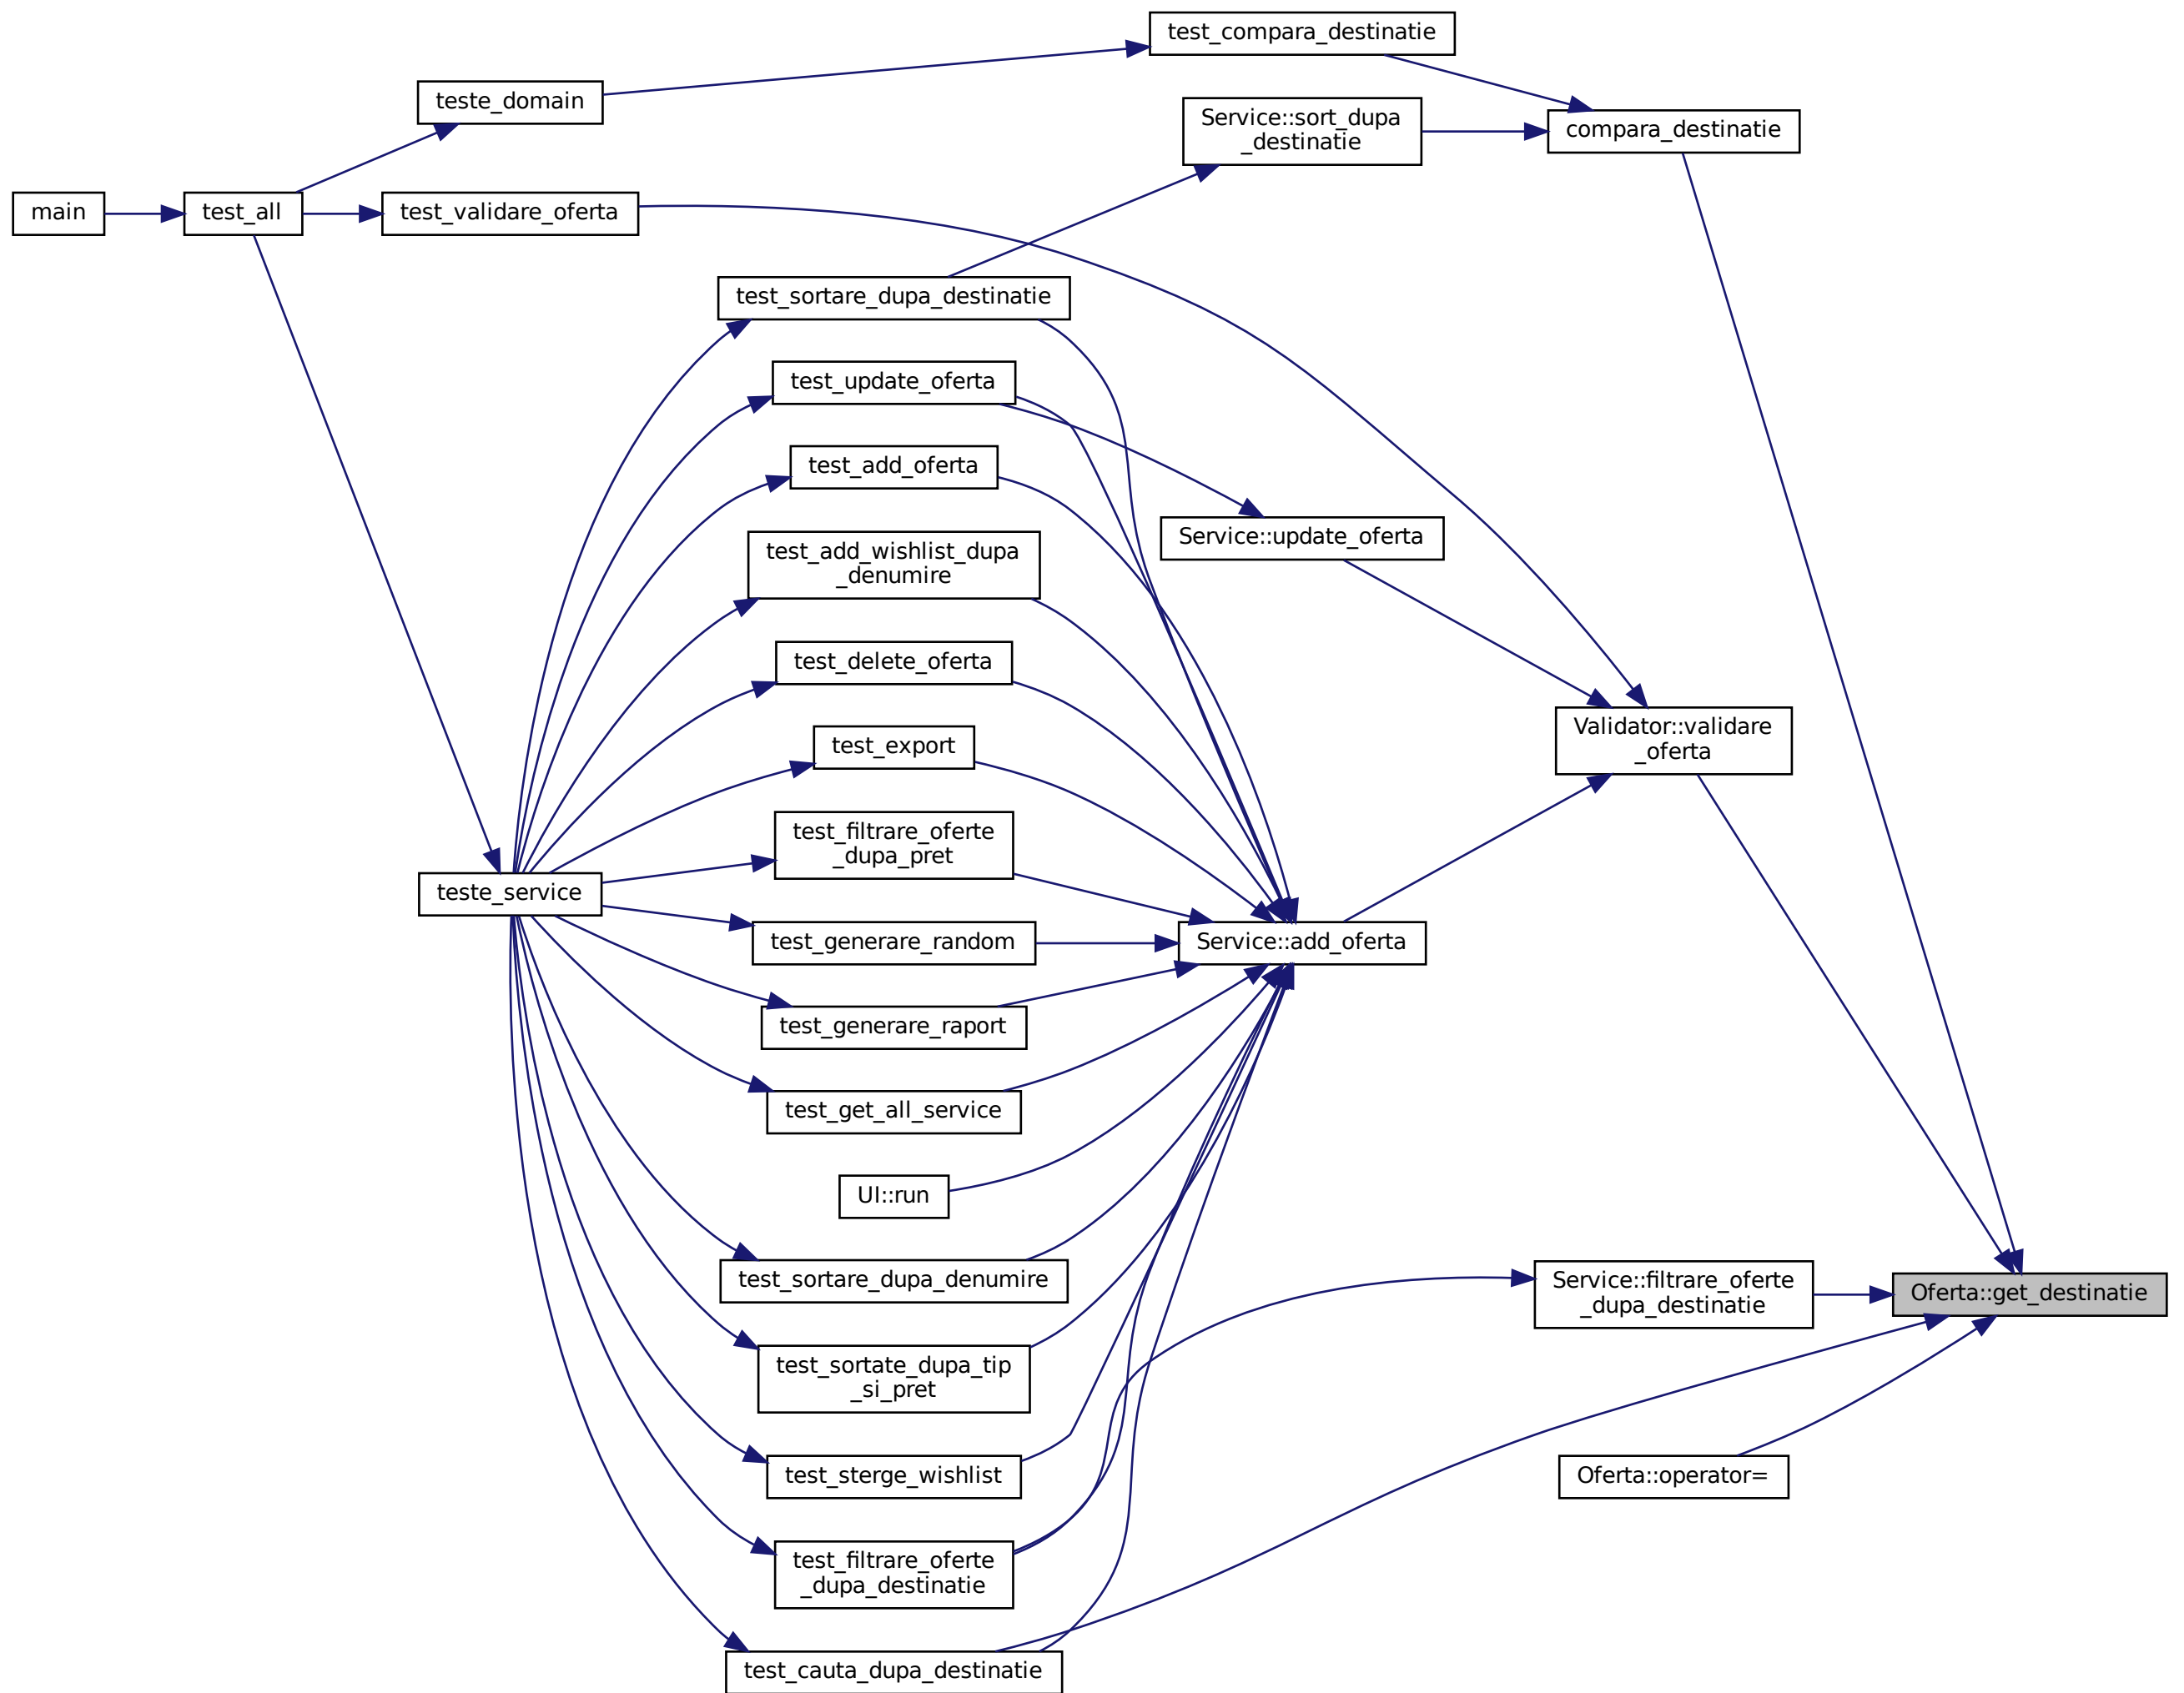 test_compara_destinatie
teste_domain
Service::sort_dupa
_destinatie
compara_destinatie
main
test_all
test_validare_oferta
test_sortare_dupa_destinatie
test_update_oferta
test_add_oferta
Service::update_oferta
test_add_wishlist_dupa
_denumire
test_delete_oferta
test_export
Validator::validare
_oferta
test_filtrare_oferte
_dupa_pret
teste_service
test_generare_random
Service::add_oferta
test_generare_raport
test_get_all_service
UI::run
test_sortare_dupa_denumire
Service::filtrare_oferte
_dupa_destinatie
Oferta::get_destinatie
test_sortate_dupa_tip
_si_pret
test_sterge_wishlist
Oferta::operator=
test_filtrare_oferte
_dupa_destinatie
test_cauta_dupa_destinatie